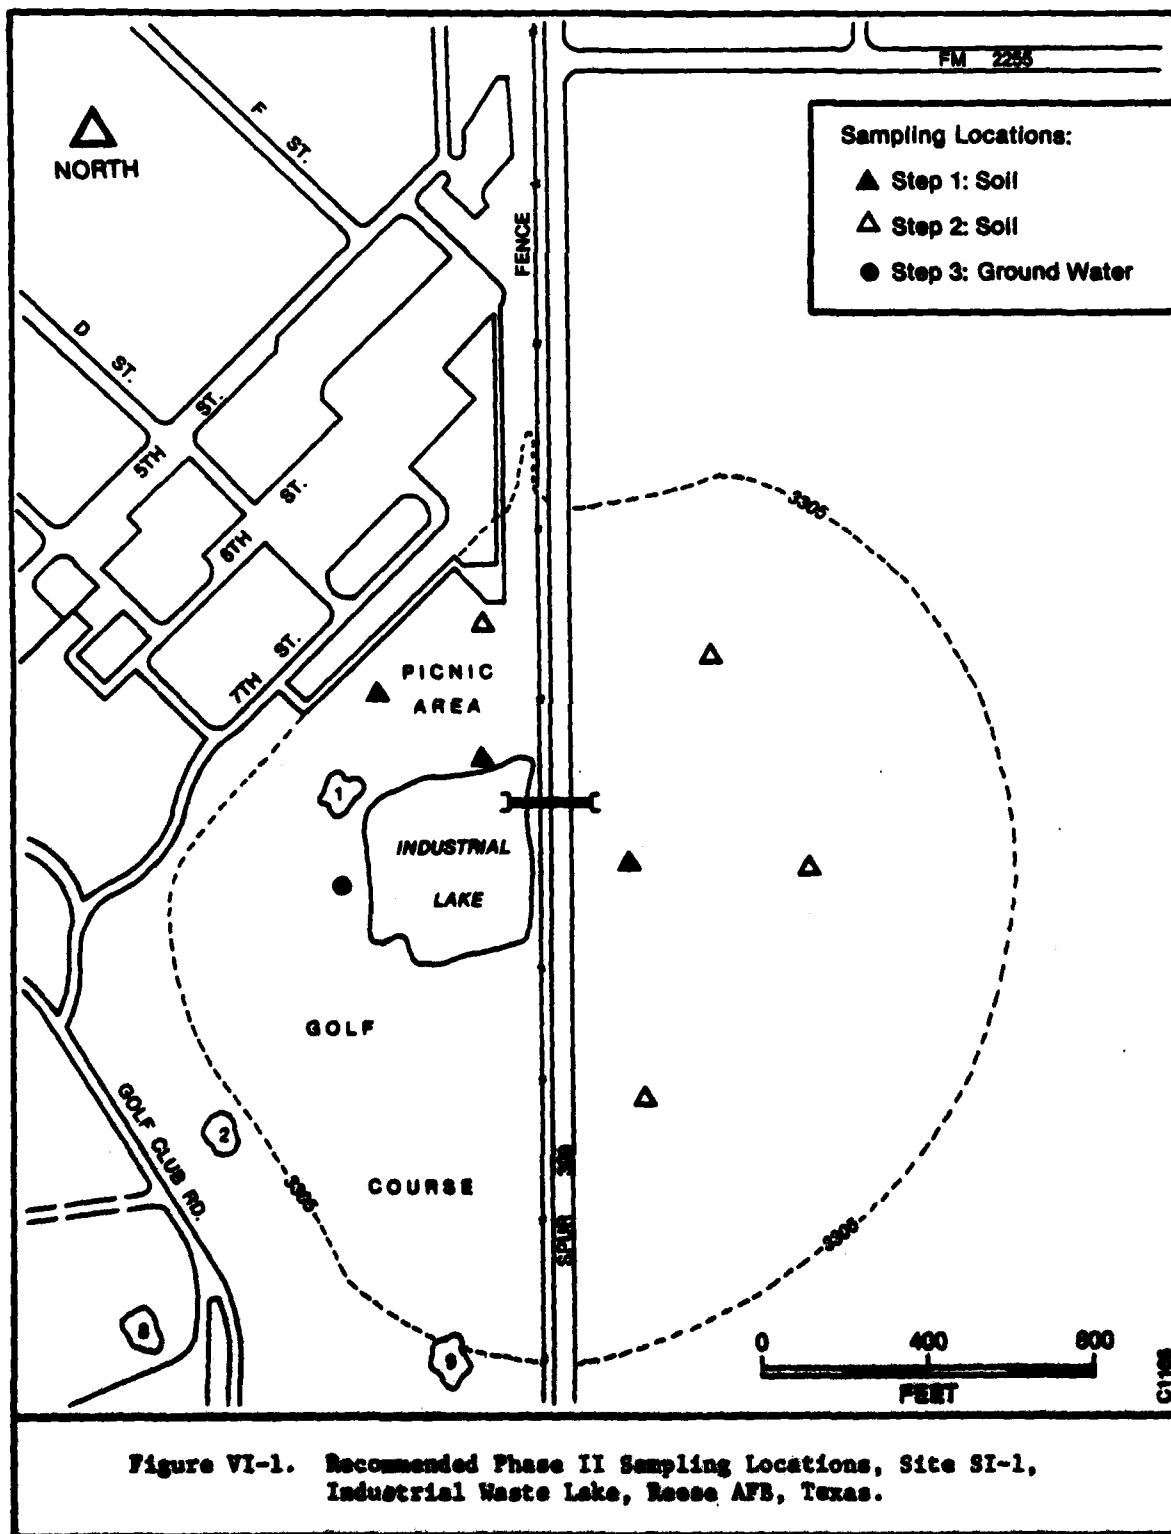 FM 2255
F ST.
NORTH
Sampling Locations:
Step 1: Soil
Step 2: Soil
Step 3: Ground Water
FENCE
D ST.
5TH ST.
6TH ST.
7TH ST.
3305
PICNIC
AREA
1
INDUSTRIAL
LAKE
GOLF
COURSE
GOLF CLUB RD.
2
3305
SPUR
3305
8
9
0 400 800
FEET
Figure VI-1. Recommended Phase II Sampling Locations, Site SI-1,
Industrial Waste Lake, Reese AFB, Texas.